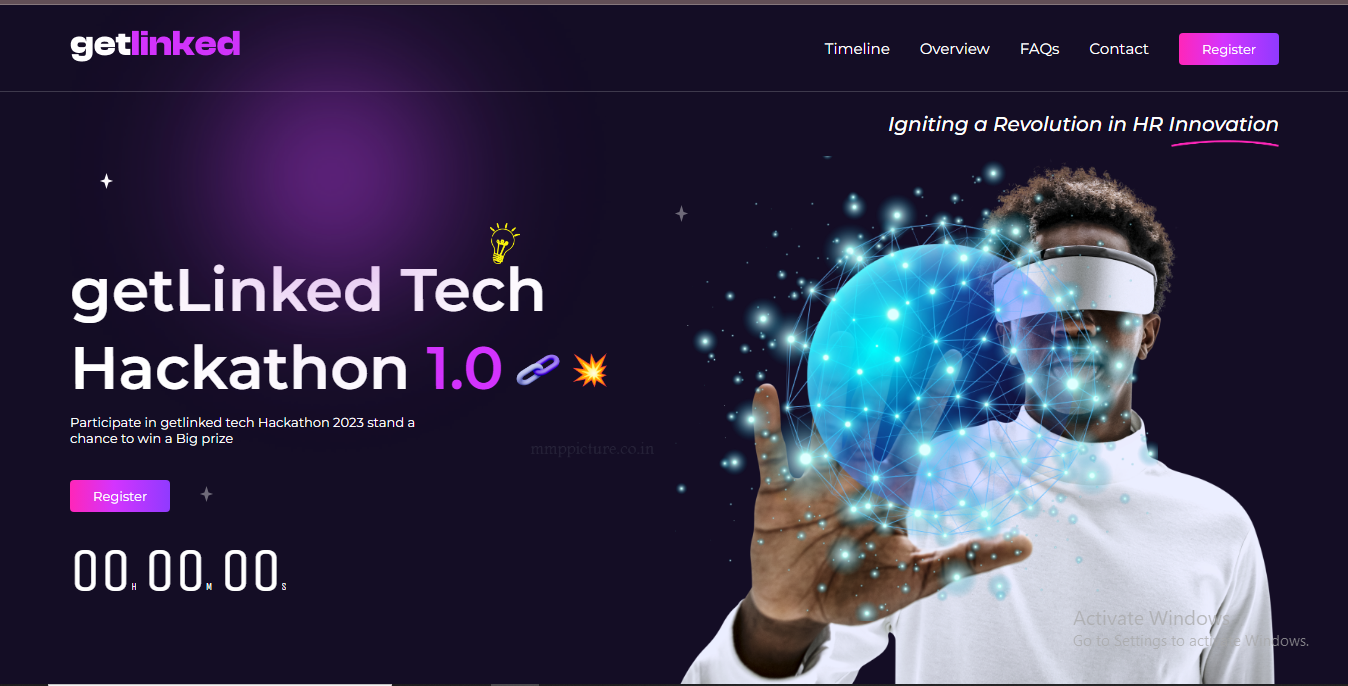 getlinked
Timeline Overview FAQs Contact Register
Igniting a Revolution in HR Innovation
getLinked Tech
Hackathon 1.0
Participate in getlinked tech Hackathon 2023 stand a
chance to win a Big prize
mmppicture.co.in
Register
00H 00M 00S
Activate Windows
Go to Settings to activate Windows.